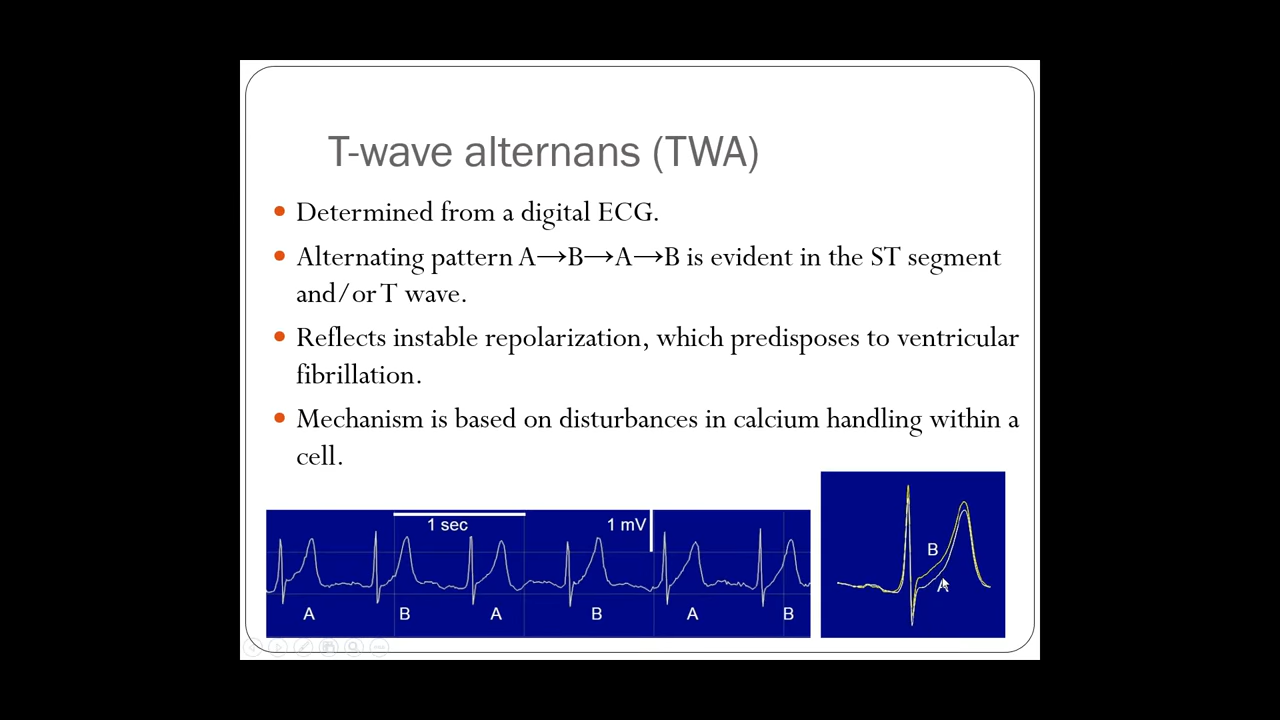 T-wave alternans (TWA)
• Determined from a digital ECG.
• Alternating pattern A→B→A→B is evident in the ST segment
and/or T wave.
• Reflects instable repolarization, which predisposes to ventricular
fibrillation.
• Mechanism is based on disturbances in calcium handling within a
cell.
1 sec 1 mV
A B A B A B
B
A